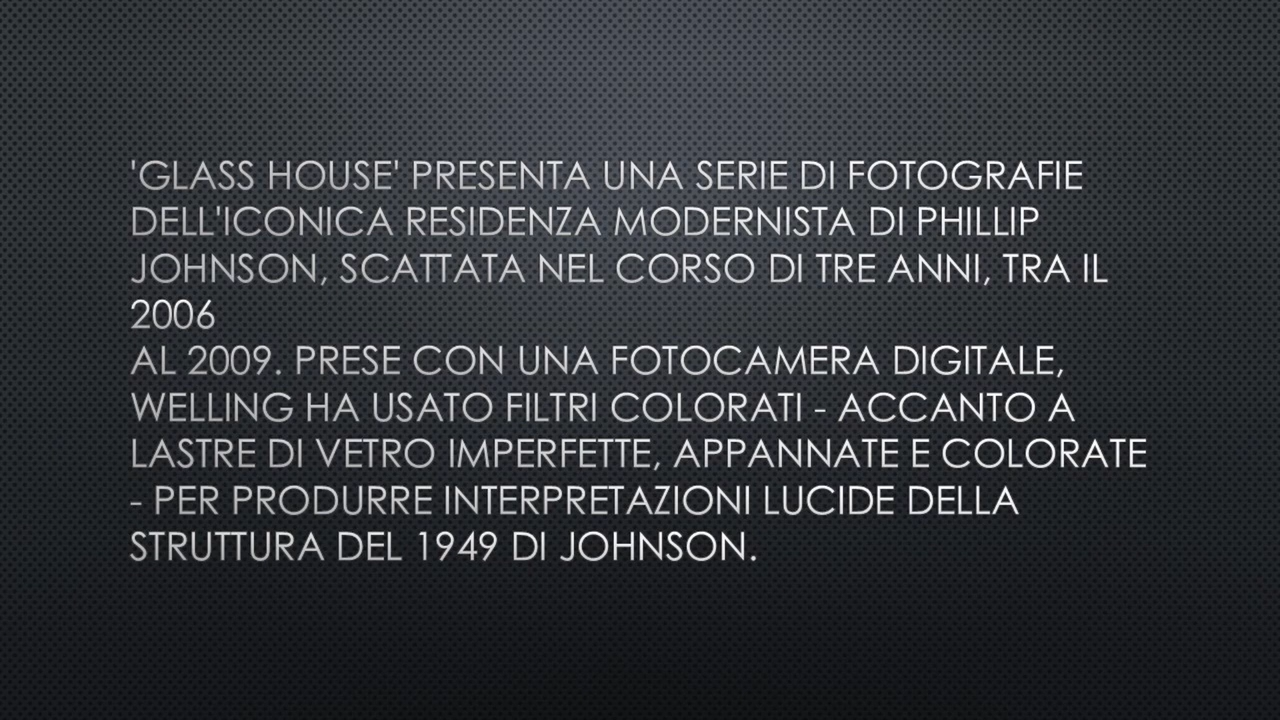 'GLASS HOUSE' PRESENTA UNA SERIE DI FOTOGRAFIE
DELL'ICONICA RESIDENZA MODERNISTA DI PHILLIP
JOHNSON, SCATTATA NEL CORSO DI TRE ANNI, TRA IL
2006
AL 2009. PRESE CON UNA FOTOCAMERA DIGITALE,
WELLING HA USATO FILTRI COLORATI - ACCANTO A
LASTRE DI VETRO IMPERFETTE, APPANNATE E COLORATE
- PER PRODURRE INTERPRETAZIONI LUCIDE DELLA
STRUTTURA DEL 1949 DI JOHNSON.